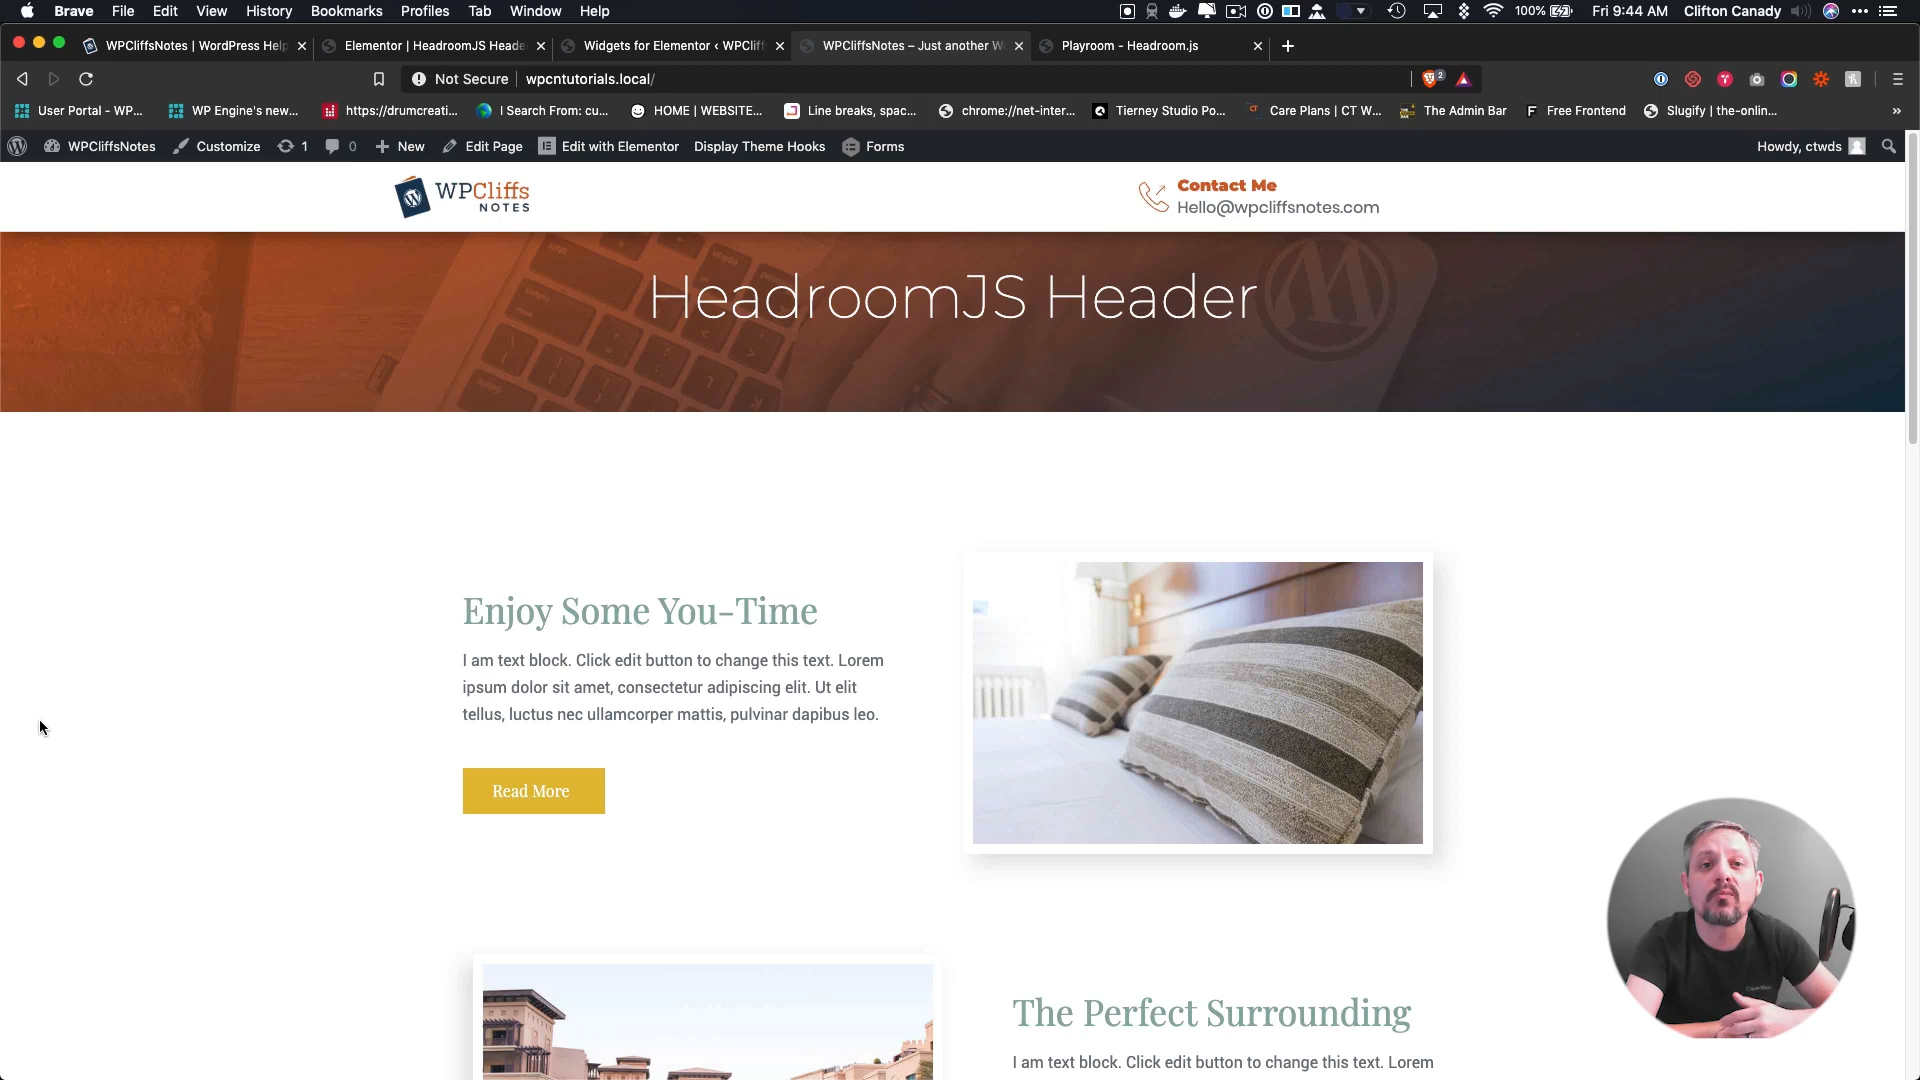 Brave File Edit View History Bookmarks Profiles Tab Window Help 100% Fri 9:44 AM Clifton Canady
WPCliffsNotes | WordPress Help Elementor | HeadroomJS Heade Widgets for Elementor ‹ WPCliff WPCliffsNotes – Just another W Playroom - Headroom.js
Not Secure wpcntutorials.local/ 2
User Portal - WP... WP Engine's new... https://drumcreati... I Search From: cu... HOME | WEBSITE... Line breaks, spac... chrome://net-inter... Tierney Studio Po... Care Plans | CT W... The Admin Bar Free Frontend Slugify | the-onlin... »
WPCliffsNotes Customize 1 0 New Edit Page Edit with Elementor Display Theme Hooks Forms Howdy, ctwds
WPCliffs
NOTES
Contact Me
Hello@wpcliffsnotes.com
HeadroomJS Header
Enjoy Some You-Time
I am text block. Click edit button to change this text. Lorem
ipsum dolor sit amet, consectetur adipiscing elit. Ut elit
tellus, luctus nec ullamcorper mattis, pulvinar dapibus leo.
Read More
The Perfect Surrounding
I am text block. Click edit button to change this text. Lorem